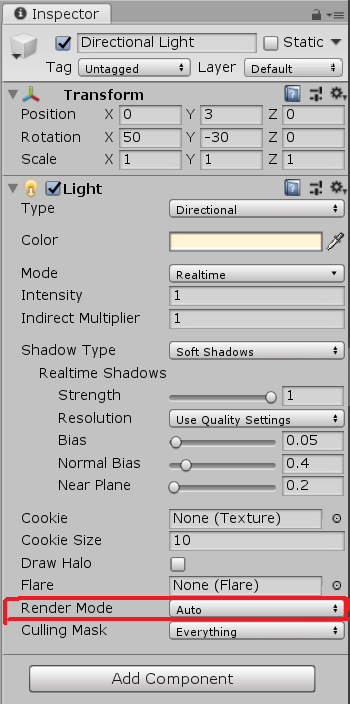 Inspector
Directional Light Static
Tag Untagged Layer Default
Transform
Position X 0 Y 3 Z 0
Rotation X 50 Y -30 Z 0
Scale X 1 Y 1 Z 1
Light
Type Directional
Color
Mode Realtime
Intensity 1
Indirect Multiplier 1
Shadow Type Soft Shadows
Realtime Shadows
Strength 1
Resolution Use Quality Settings
Bias 0.05
Normal Bias 0.4
Near Plane 0.2
Cookie None (Texture)
Cookie Size 10
Draw Halo
Flare None (Flare)
Render Mode Auto
Culling Mask Everything
Add Component